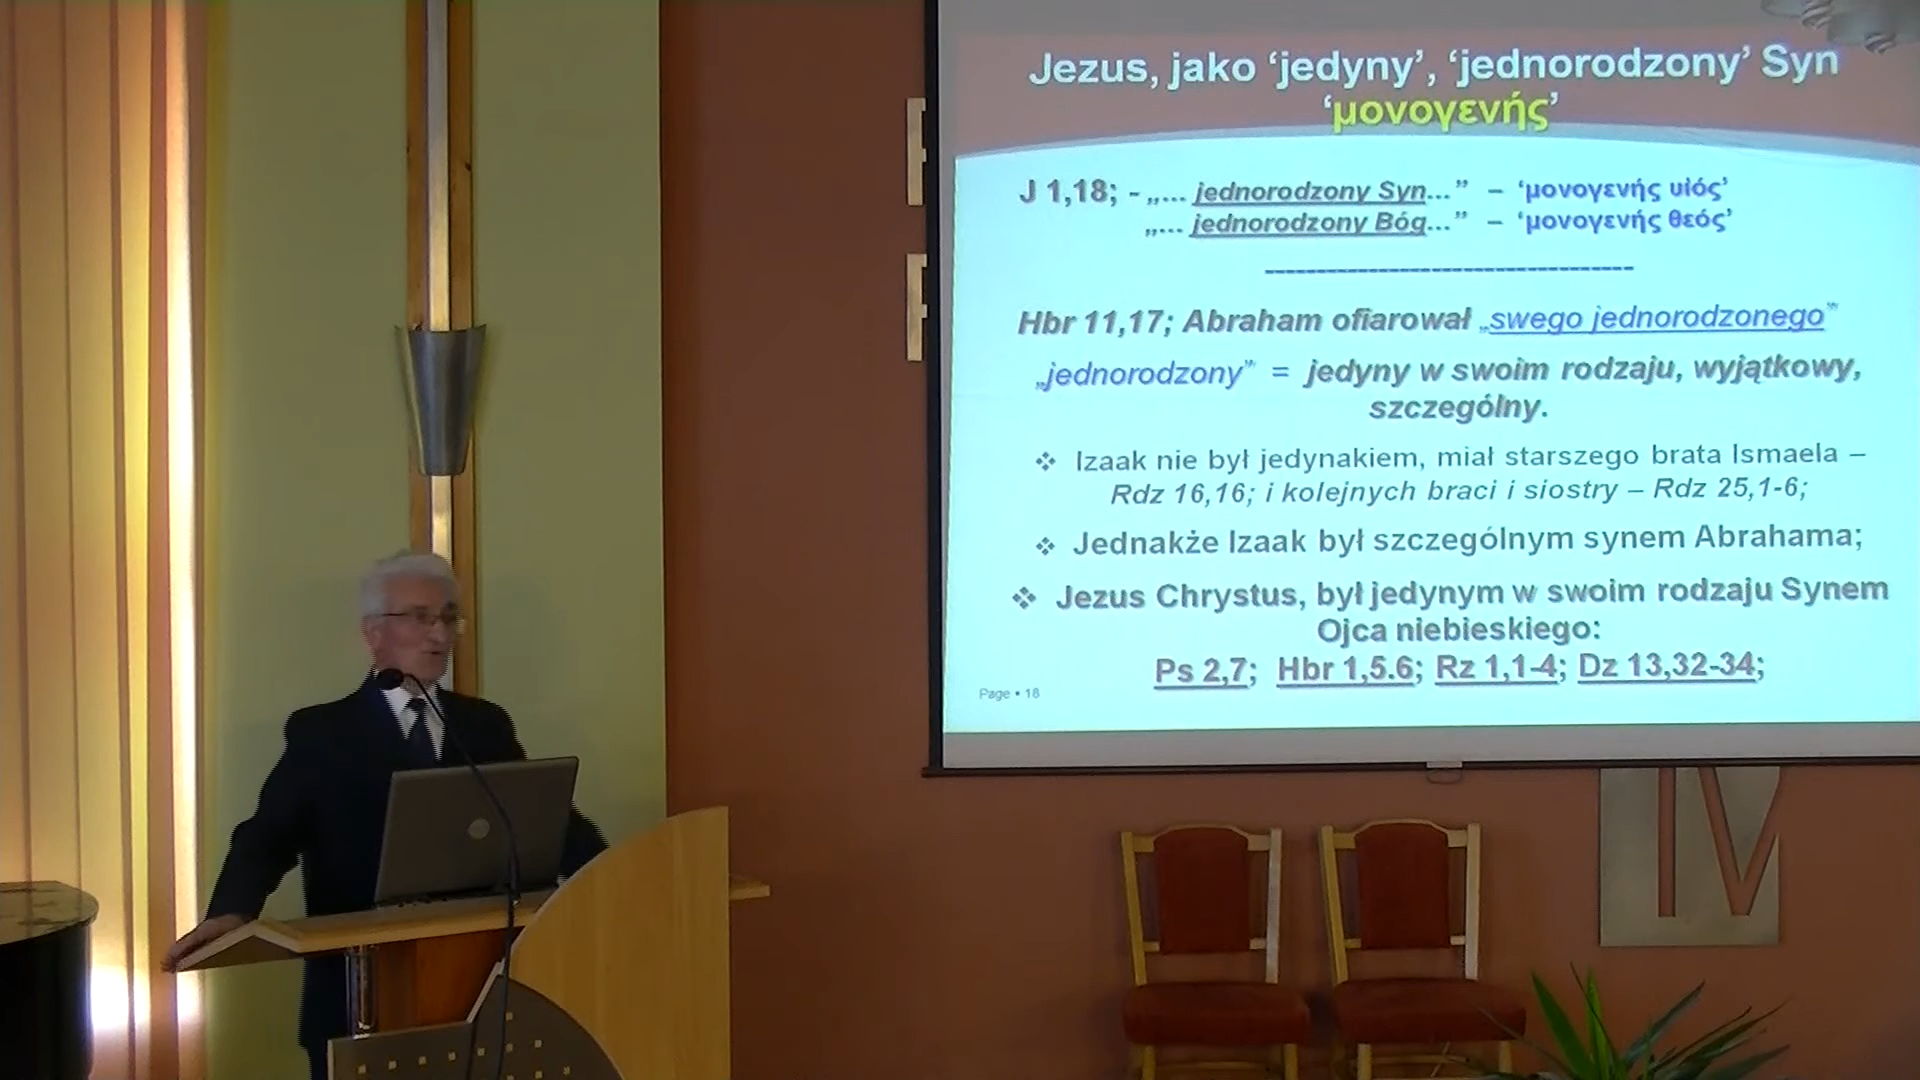 Jezus, jako ‘jedyny’, ‘jednorodzony’ Syn
‘μονογενής’
J 1,18; - „... jednorodzony Syn...” – ‘μονογενής υἱός’
„... jednorodzony Bóg...” – ‘μονογενής θεός’
------------------------------------
Hbr 11,17; Abraham ofiarował „swego jednorodzonego”
„jednorodzony” = jedyny w swoim rodzaju, wyjątkowy,
szczególny.
❖ Izaak nie był jedynakiem, miał starszego brata Ismaela –
Rdz 16,16; i kolejnych braci i siostry – Rdz 25,1-6;
❖ Jednakże Izaak był szczególnym synem Abrahama;
❖ Jezus Chrystus, był jedynym w swoim rodzaju Synem
Ojca niebieskiego:
Ps 2,7; Hbr 1,5.6; Rz 1,1-4; Dz 13,32-34;
Page ▪ 18